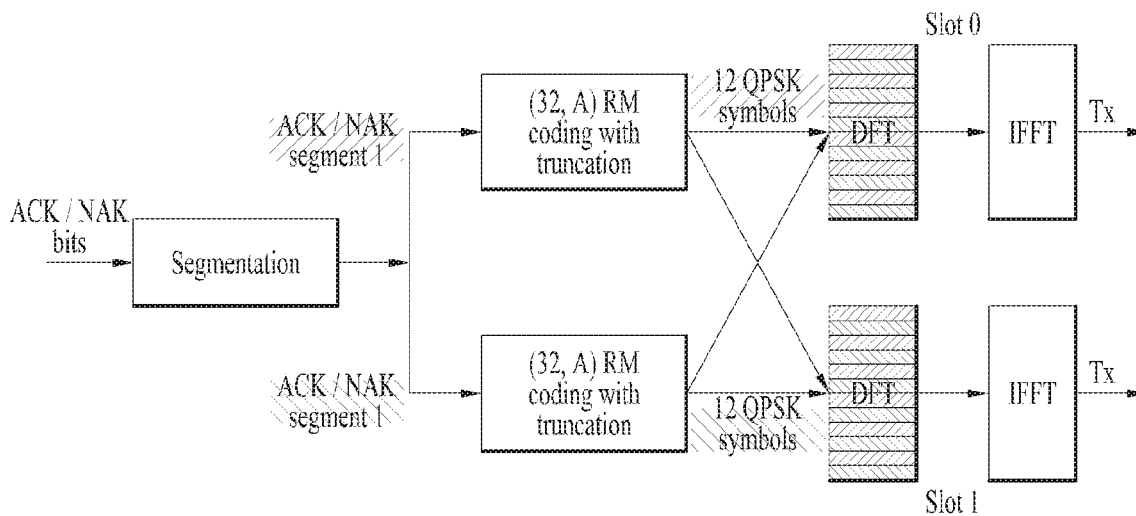 Slot 0
12 QPSK
symbols
(32, A) RM
coding with
truncation
DFT
IFFT
Tx
ACK / NAK
segment 1
ACK / NAK
bits
Segmentation
ACK / NAK
segment 1
(32, A) RM
coding with
truncation
12 QPSK
symbols
DFT
IFFT
Tx
Slot 1